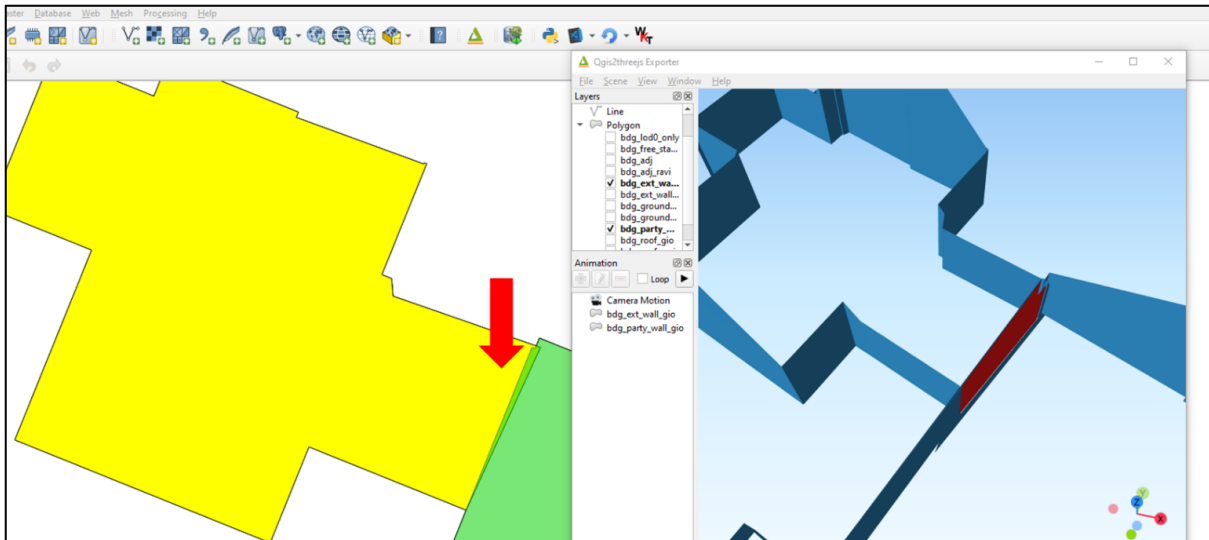 Database Web Mesh Processing Help
Qgis2threejs Exporter
File Scene View Window Help
Layers
Line
Polygon
bdg_lod0_only
bdg_free_sta...
bdg_adj
bdg_adj_ravi
bdg_ext_wa...
bdg_ext_wall...
bdg_ground...
bdg_ground...
bdg_party_...
bdg_roof_gio
Animation
Loop
Camera Motion
bdg_ext_wall_gio
bdg_party_wall_gio
WKT
Y
Z
X